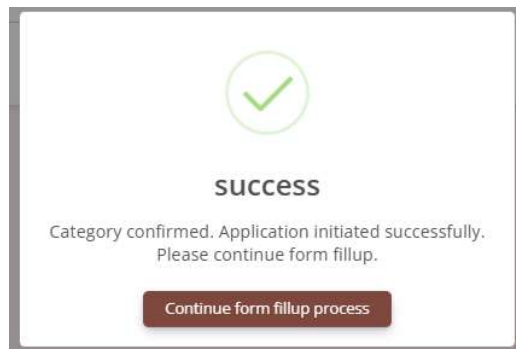 success
Category confirmed. Application initiated successfully.
Please continue form fillup.
Continue form fillup process